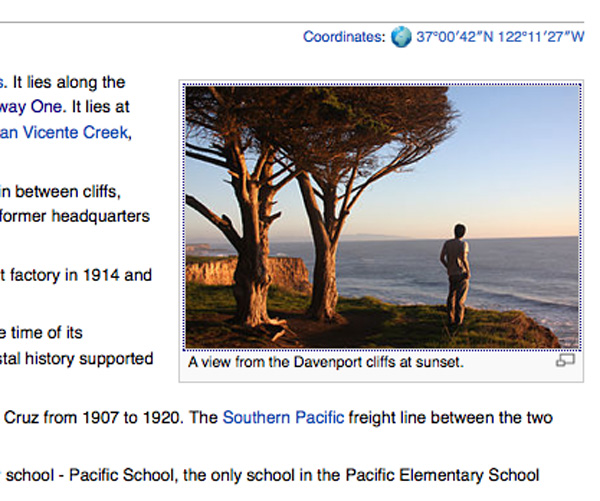 Coordinates: 37°00′42″N 122°11′27″W
s. It lies along the
way One. It lies at
an Vicente Creek,
in between cliffs,
former headquarters
t factory in 1914 and
e time of its
stal history supported
A view from the Davenport cliffs at sunset.
Cruz from 1907 to 1920. The Southern Pacific freight line between the two
school - Pacific School, the only school in the Pacific Elementary School